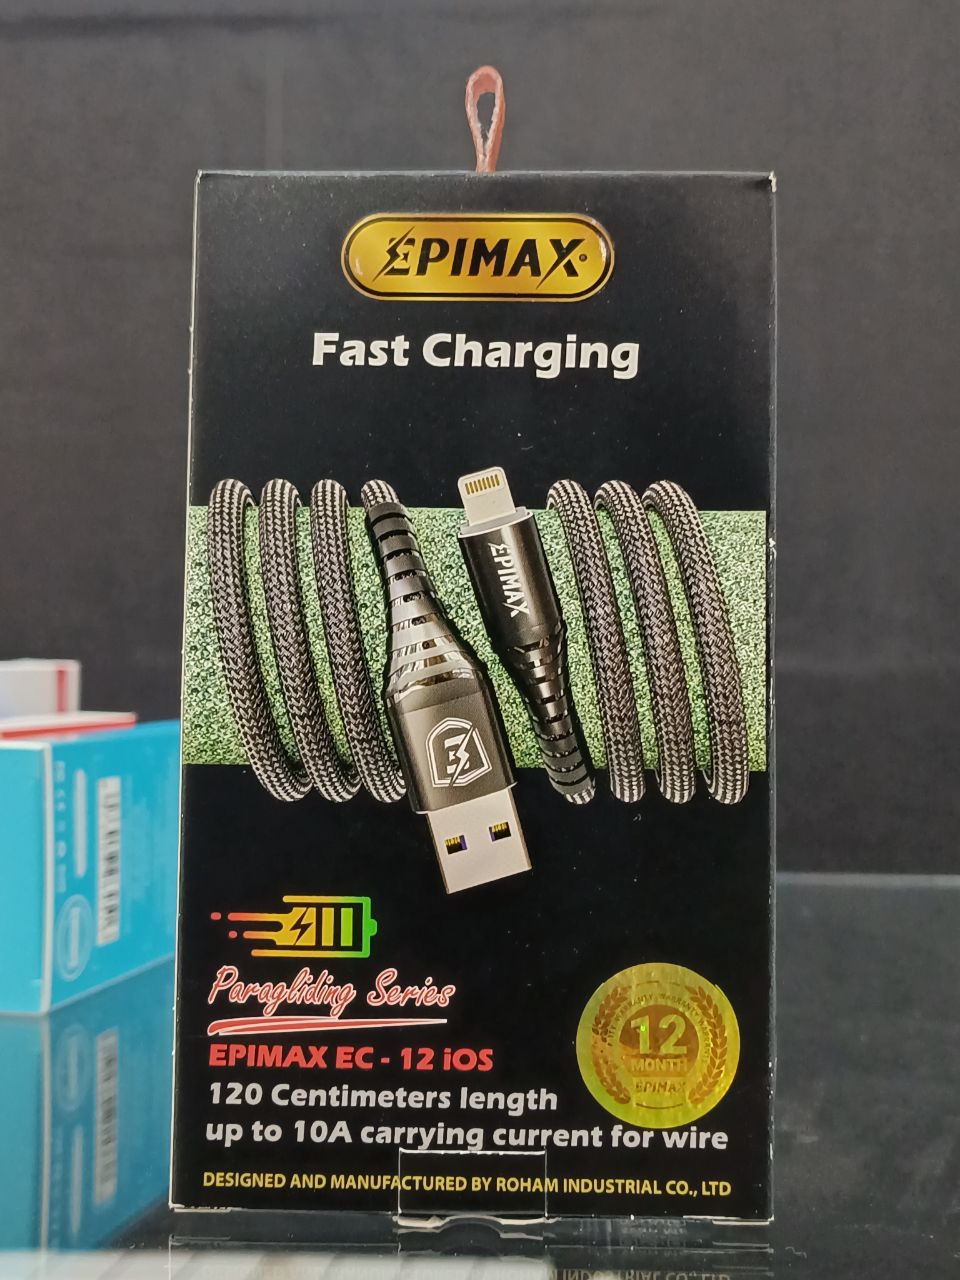 EPIMAX
Fast Charging
EPIMAX
Paragliding Series
EPIMAX EC - 12 iOS
120 Centimeters length
up to 10A carrying current for wire
12
MONTH
EPIMAX
DESIGNED AND MANUFACTURED BY ROHAM INDUSTRIAL CO., LTD